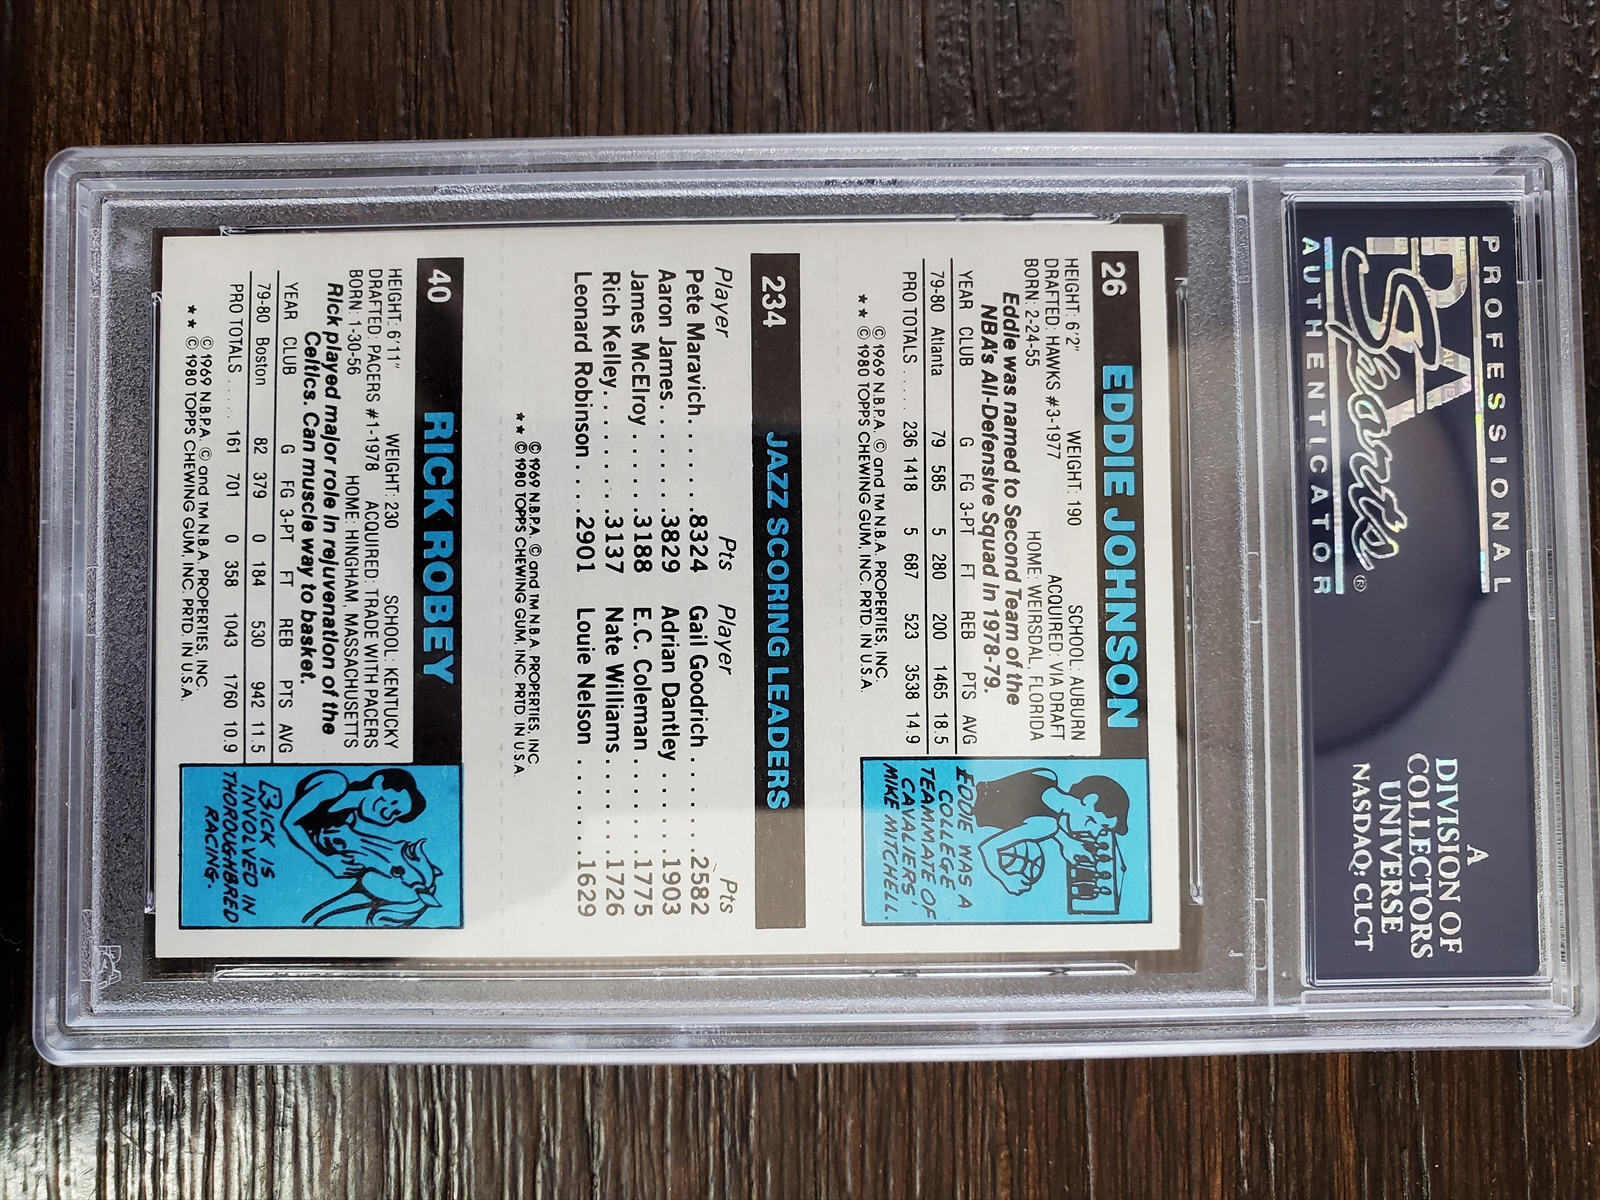 PROFESSIONAL
PSA
Sports®
AUTHENTICATOR
A
DIVISION OF
COLLECTORS
UNIVERSE
NASDAQ: CLCT
26 EDDIE JOHNSON
HEIGHT: 6'2" WEIGHT: 190 SCHOOL: AUBURN
DRAFTED: HAWKS #3-1977 ACQUIRED: VIA DRAFT
BORN: 2-24-55 HOME: WEIRSDAL, FLORIDA
Eddie was named to Second Team of the
NBA's All-Defensive Squad in 1978-79.
YEAR CLUB G FG 3-PT FT REB PTS AVG
79-80 Atlanta 79 585 5 280 200 1465 18.5
PRO TOTALS .... 236 1418 5 687 523 3538 14.9
© 1969 N.B.P.A. © and TM N.B.A. PROPERTIES, INC.
** © 1980 TOPPS CHEWING GUM, INC. PRTD. IN U.S.A.
EDDIE WAS A
COLLEGE
TEAMMATE OF
CAVALIERS'
MIKE MITCHELL.
234 JAZZ SCORING LEADERS
Player Pts Player Pts
Pete Maravich......8324 Gail Goodrich......2582
Aaron James........3829 Adrian Dantley.....1903
James McElroy......3188 E.C. Coleman.......1775
Rich Kelley........3137 Nate Williams......1726
Leonard Robinson...2901 Louie Nelson.......1629
© 1969 N.B.P.A. © and TM N.B.A. PROPERTIES, INC.
** © 1980 TOPPS CHEWING GUM, INC. PRTD. IN U.S.A.
40 RICK ROBEY
HEIGHT: 6'11" WEIGHT: 230 SCHOOL: KENTUCKY
DRAFTED: PACERS #1-1978 ACQUIRED: TRADE WITH PACERS
BORN: 1-30-56 HOME: HINGHAM, MASSACHUSETTS
Rick played major role in rejuvenation of the
Celtics. Can muscle way to basket.
YEAR CLUB G FG 3-PT FT REB PTS AVG
79-80 Boston 82 379 0 184 530 942 11.5
PRO TOTALS ..... 161 701 0 358 1043 1760 10.9
© 1969 N.B.P.A. © and TM N.B.A. PROPERTIES, INC.
** © 1980 TOPPS CHEWING GUM, INC. PRTD. IN U.S.A.
RICK IS
INVOLVED IN
THOROUGHBRED
RACING.
PSA